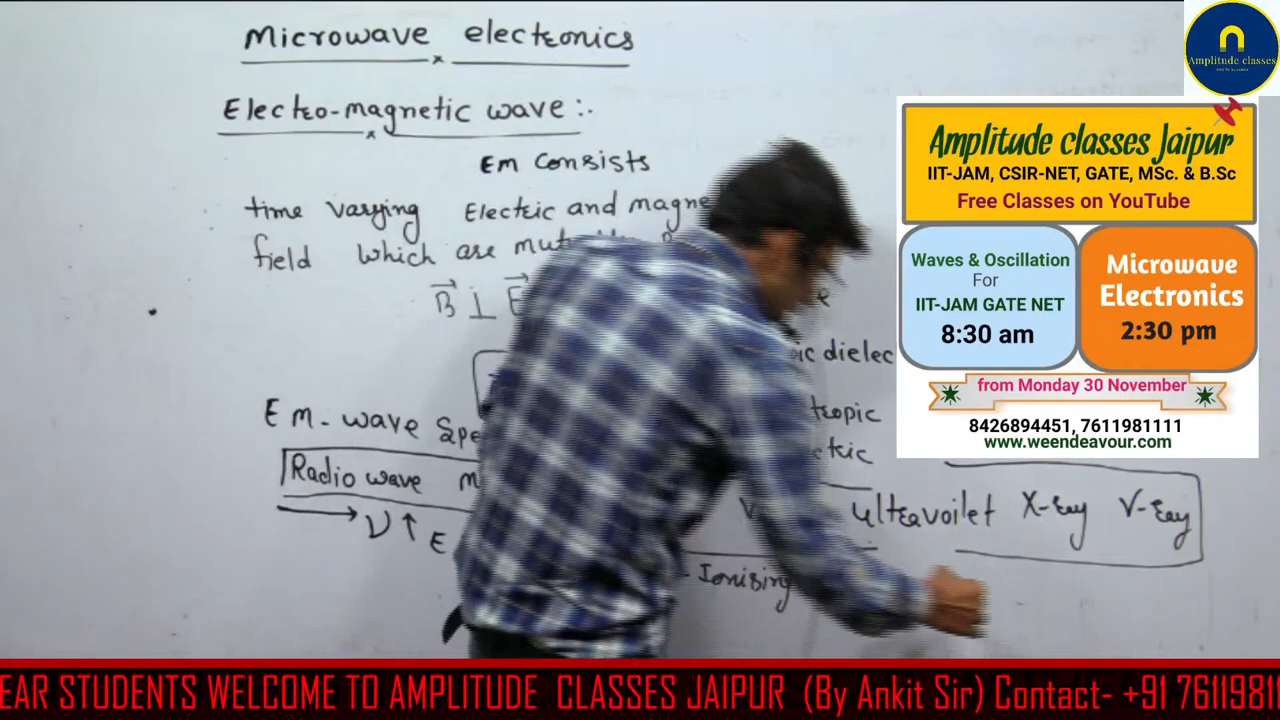 Microwave electronics
Electro-magnetic wave :-
Em consists
time varying Electric and magne
field which are mut
B ⊥ E
ic dielec
tropic
ctric
E M-wave Spe
Radio wave m
ultravoilet X-ray γ-ray
→ ν ↑ E
- Ionising
Amplitude classes
Amplitude classes Jaipur
IIT-JAM, CSIR-NET, GATE, MSc. & B.Sc
Free Classes on YouTube
Waves & Oscillation
For
IIT-JAM GATE NET
8:30 am
Microwave
Electronics
2:30 pm
from Monday 30 November
8426894451, 7611981111
www.weendeavour.com
EAR STUDENTS WELCOME TO AMPLITUDE CLASSES JAIPUR (By Ankit Sir) Contact- +91 76119811